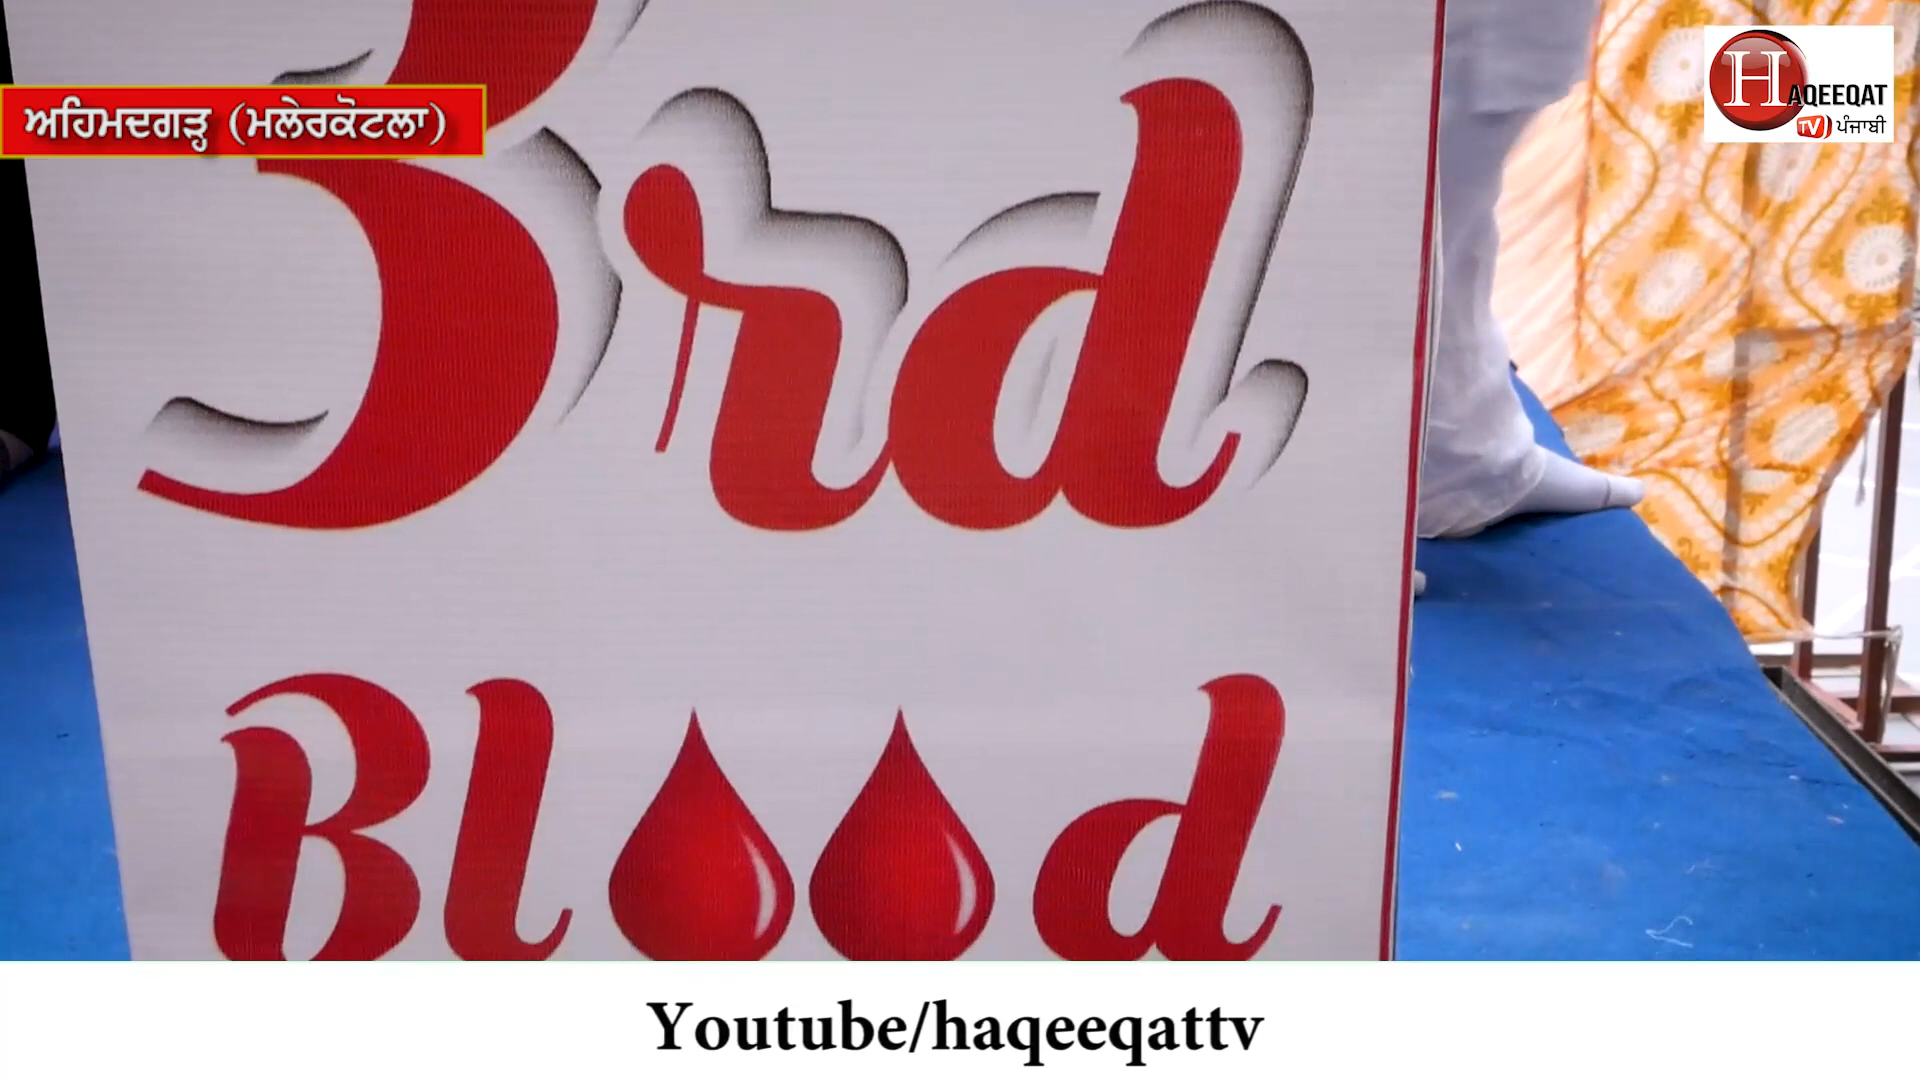 ਅਹਿਮਦਗੜ੍ਹ (ਮਲੇਰਕੋਟਲਾ)
HAQEEQAT
TV ਪੰਜਾਬੀ
3rd
Blood
Youtube/haqeeqattv